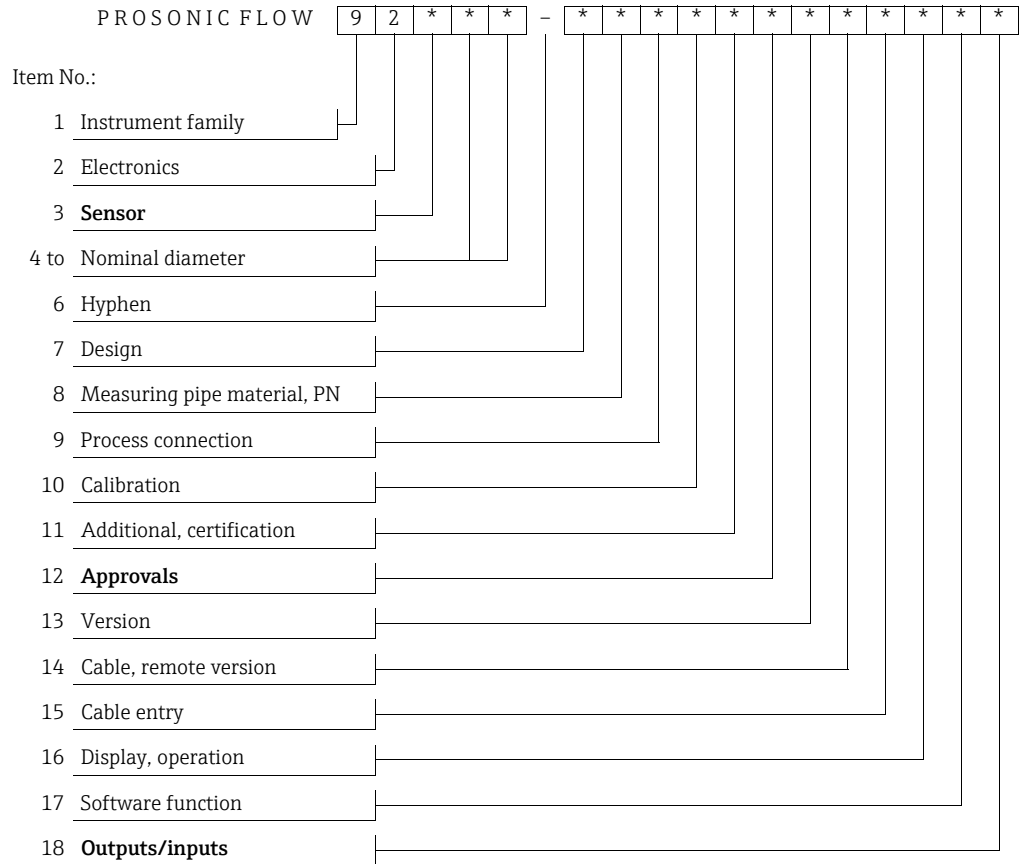 PROSONIC FLOW 9 2 * * * – * * * * * * * * * * * *
Item No.:
1 Instrument family
2 Electronics
3 Sensor
4 to Nominal diameter
6 Hyphen
7 Design
8 Measuring pipe material, PN
9 Process connection
10 Calibration
11 Additional, certification
12 Approvals
13 Version
14 Cable, remote version
15 Cable entry
16 Display, operation
17 Software function
18 Outputs/inputs